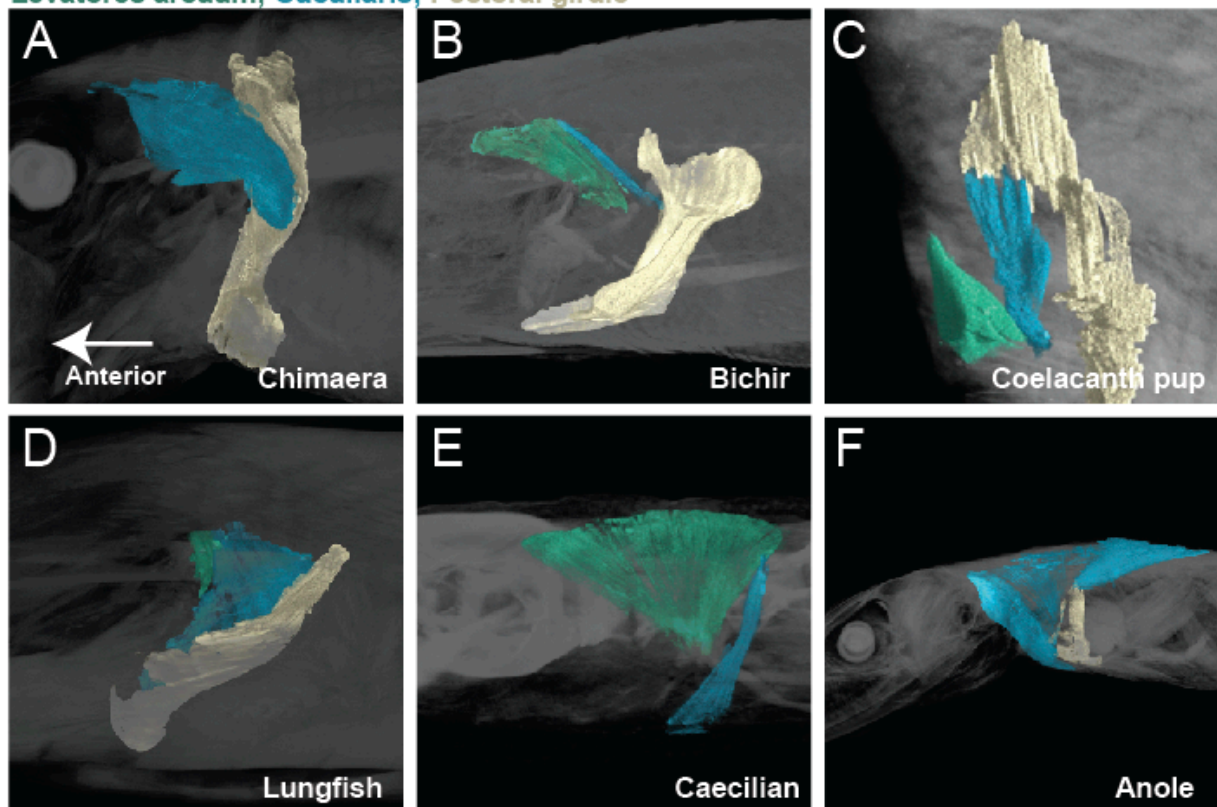 Levatores arcuum, Cucullaris, Pectoral girdle
A
B
C
Anterior
Chimaera
Bichir
Coelacanth pup
D
E
F
Lungfish
Caecilian
Anole